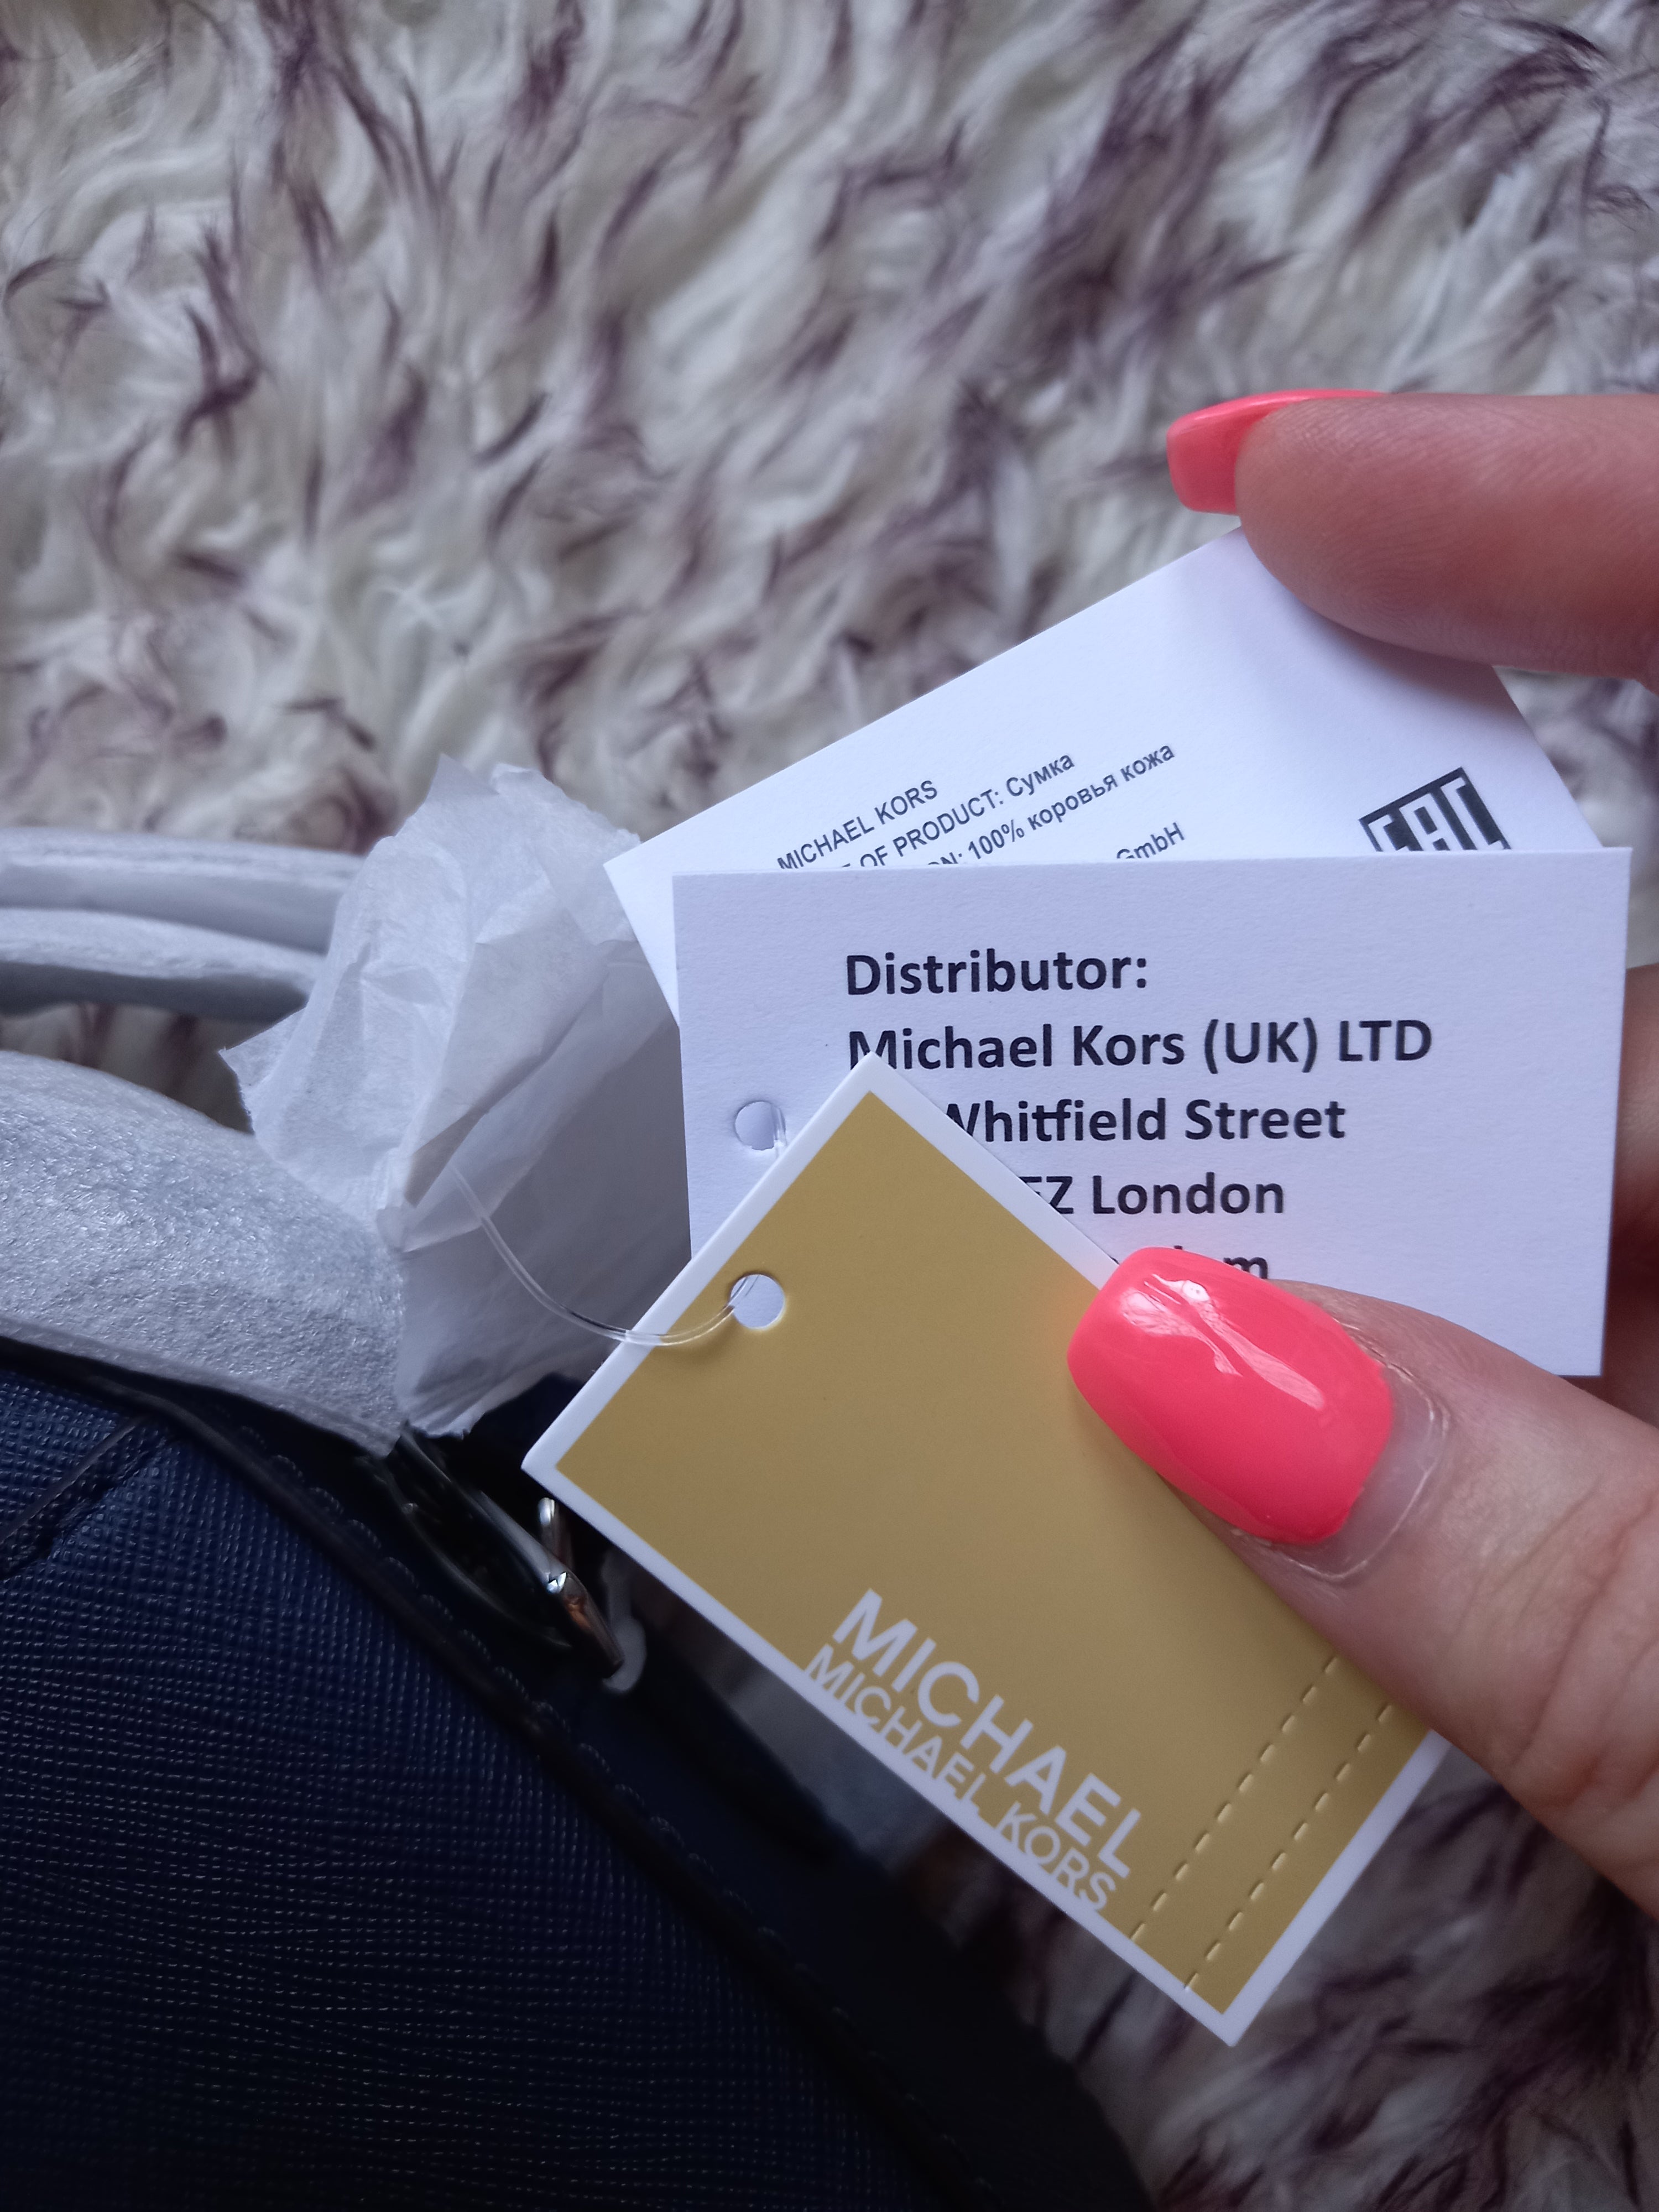 MICHAEL KORS
OF PRODUCT: Сумка
100% коровья кожа
GmbH
EAC
Distributor:
Michael Kors (UK) LTD
Whitfield Street
London
MICHAEL
MICHAEL KORS